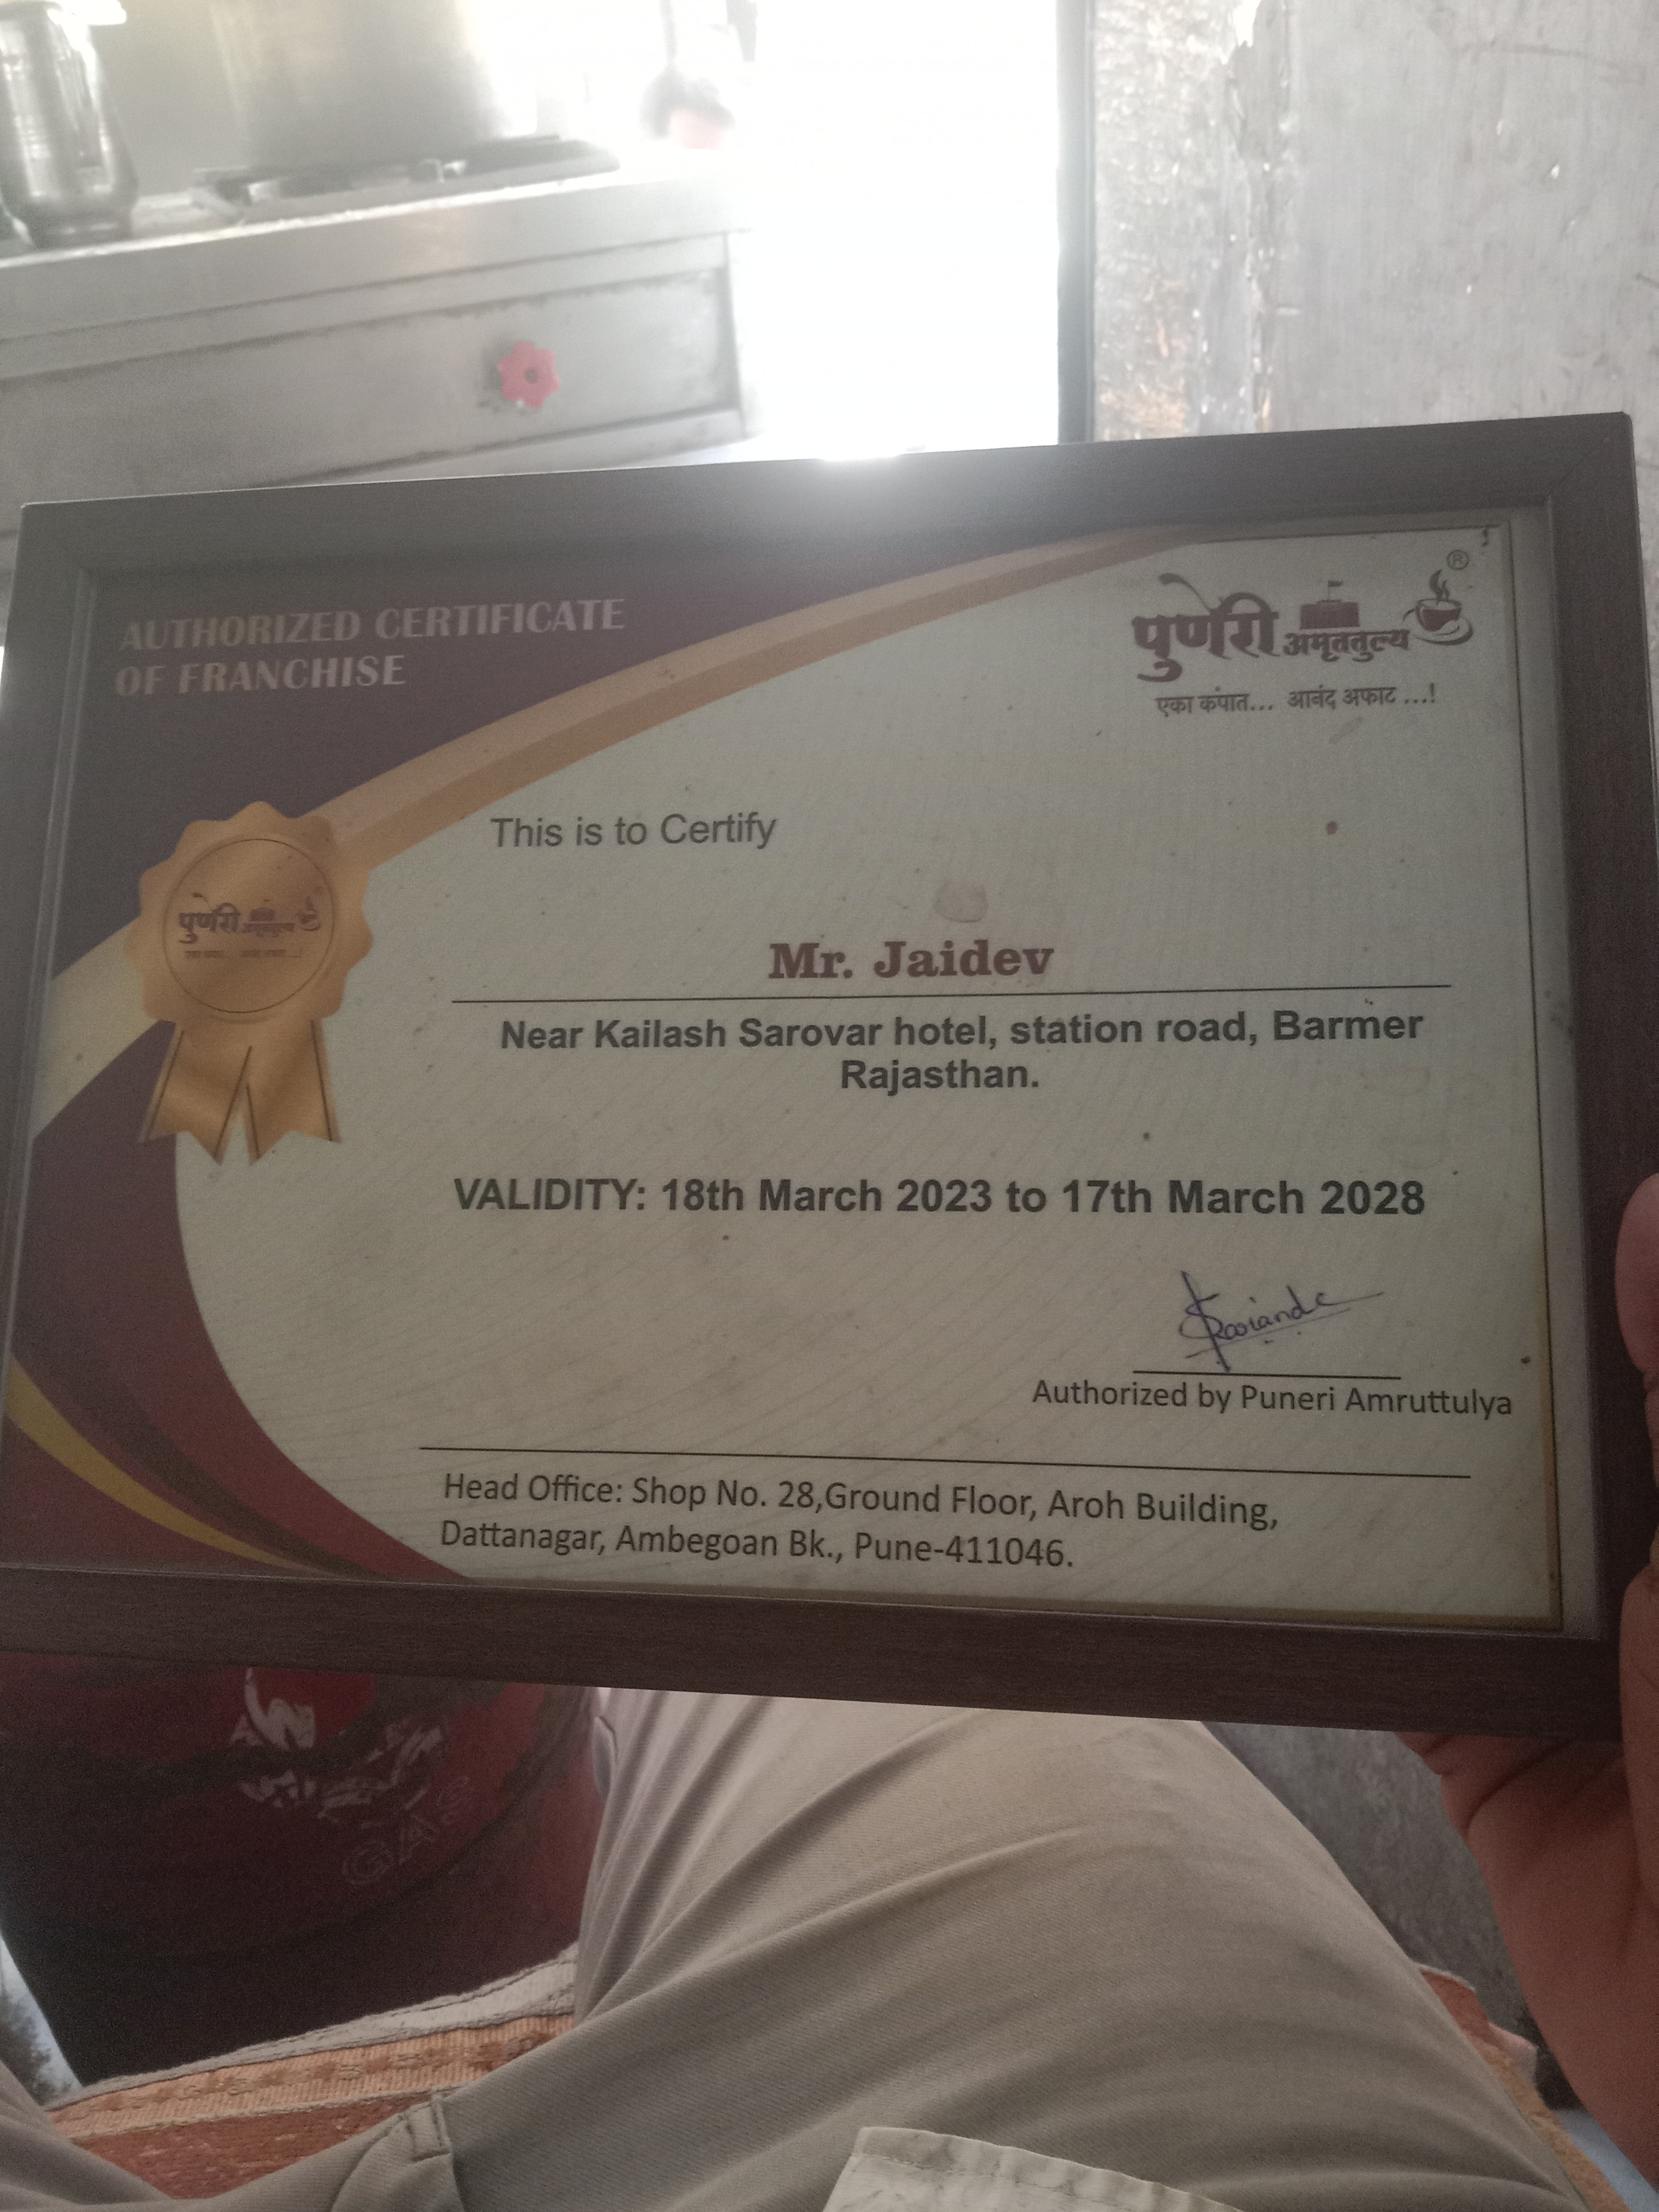 AUTHORIZED CERTIFICATE
OF FRANCHISE
®
पुणेरी अमृततुल्य
एका कपात... आनंद अफाट ...!
This is to Certify
पुणेरी अमृततुल्य
Mr. Jaidev
Near Kailash Sarovar hotel, station road, Barmer
Rajasthan.
VALIDITY: 18th March 2023 to 17th March 2028
Authorized by Puneri Amruttulya
Head Office: Shop No. 28,Ground Floor, Aroh Building,
Dattanagar, Ambegoan Bk., Pune-411046.
GAS